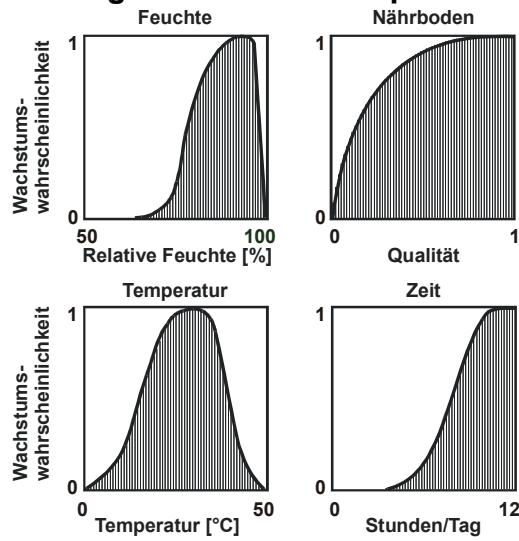 Feuchte
Nährboden
Wachstums-
wahrscheinlichkeit
1
0
50
100
Relative Feuchte [%]
1
0
0
1
Qualität
Temperatur
Zeit
Wachstums-
wahrscheinlichkeit
1
0
0
50
Temperatur [°C]
1
0
0
12
Stunden/Tag